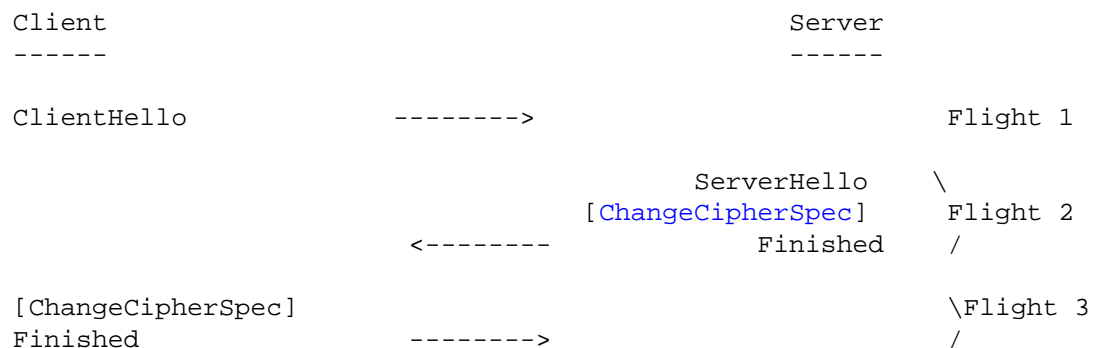 Client                                          Server
------                                          ------
ClientHello             -------->                           Flight 1
ServerHello    \
[ChangeCipherSpec]     Flight 2
<--------             Finished    /
[ChangeCipherSpec]                                          \Flight 3
Finished                 -------->                          /